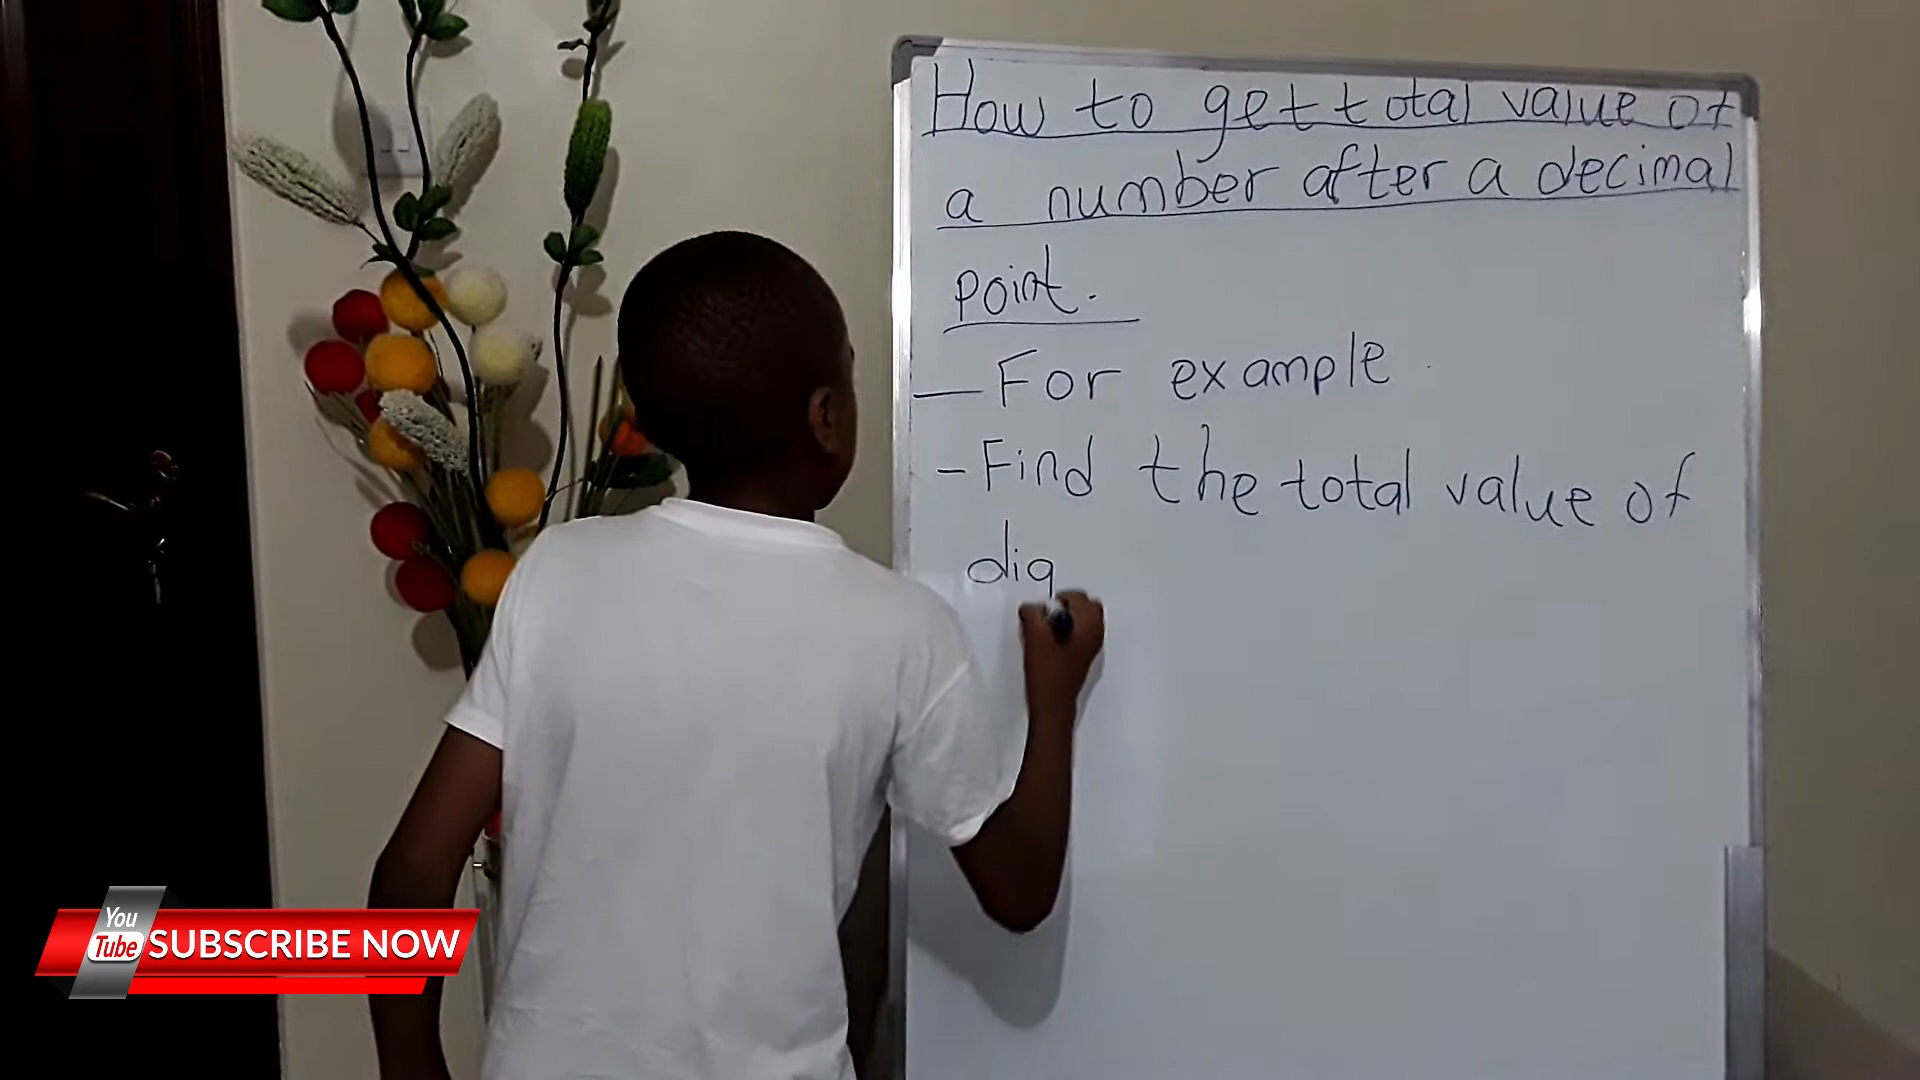 How to get total value of
a number after a decimal
point.
— For example.
- Find the total value of
dig
You
Tube
SUBSCRIBE NOW